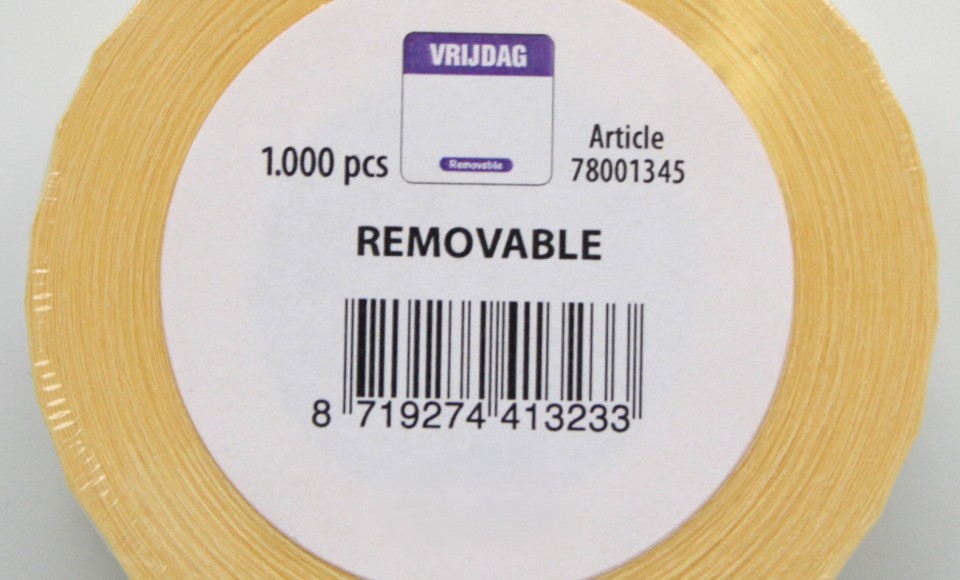 VRIJDAG
Removable
1.000 pcs
Article
78001345
REMOVABLE
8 719274 413233